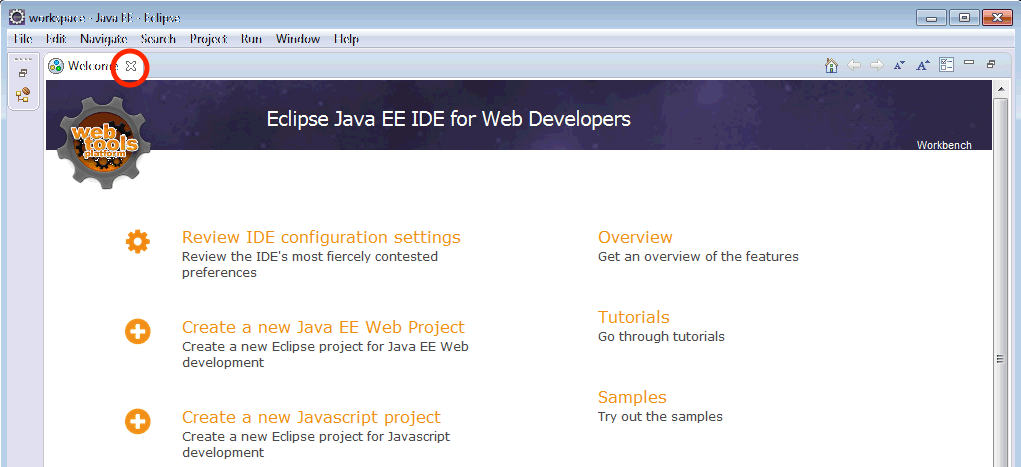 workspace - Java EE - Eclipse
File Edit Navigate Search Project Run Window Help
Welcome
Eclipse Java EE IDE for Web Developers
web
tools
platform
Workbench
Review IDE configuration settings
Review the IDE's most fiercely contested
preferences
Overview
Get an overview of the features
Create a new Java EE Web Project
Create a new Eclipse project for Java EE Web
development
Tutorials
Go through tutorials
Create a new Javascript project
Create a new Eclipse project for Javascript
development
Samples
Try out the samples